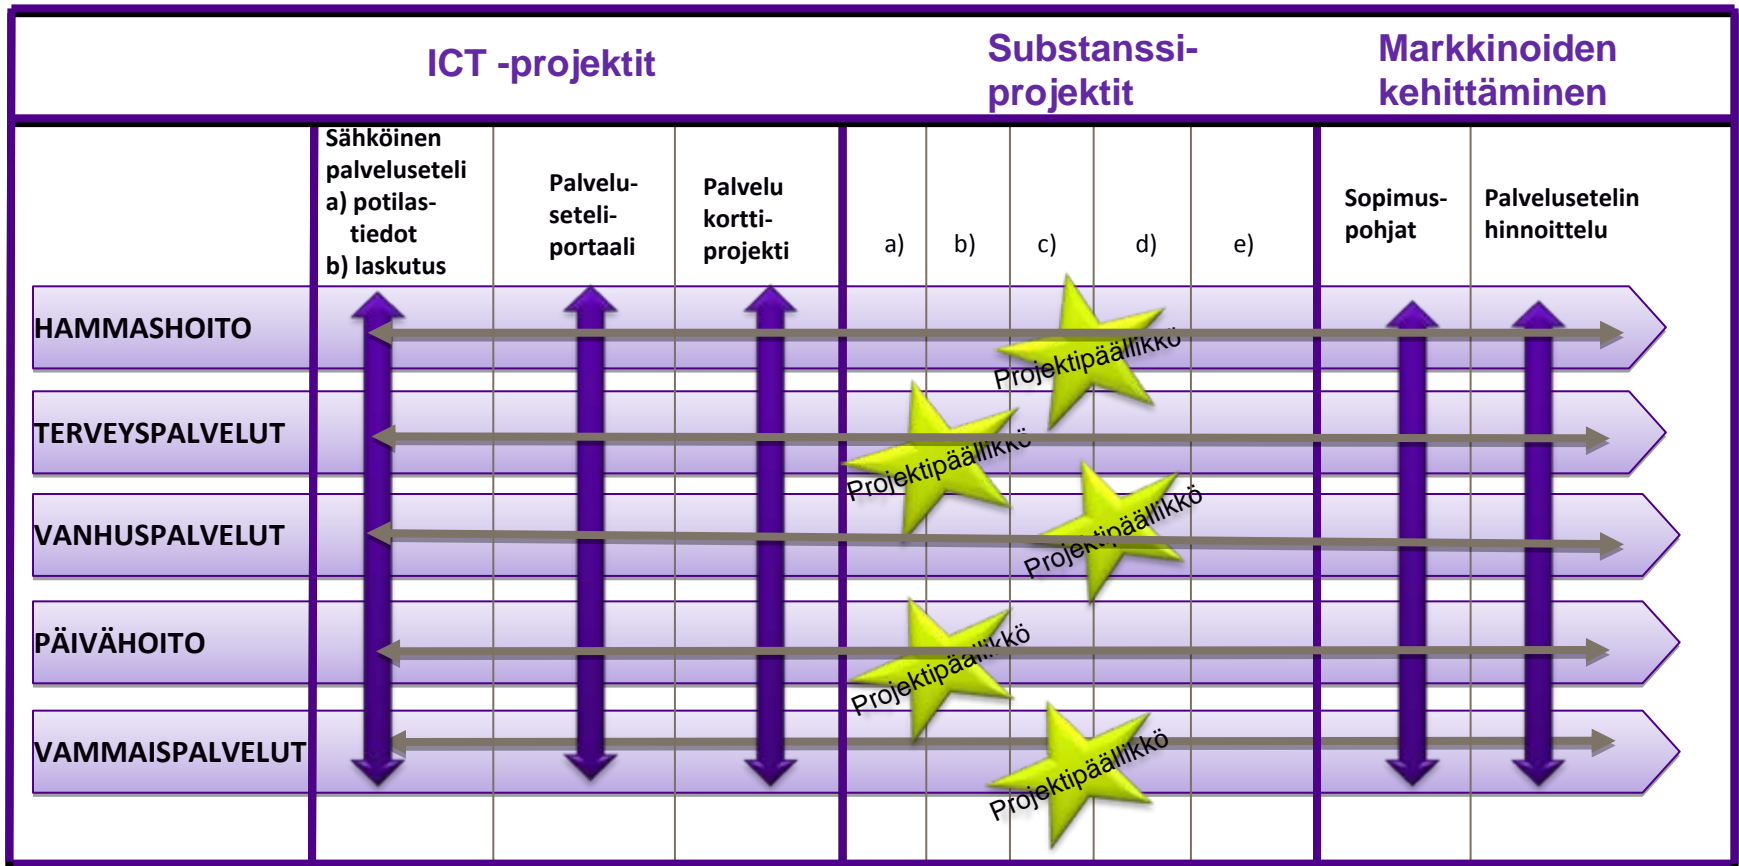 ICT -projektit
Substanssi-
projektit
Markkinoiden
kehittäminen
Sähköinen
palveluseteli
a) potilas-
tiedot
b) laskutus
Palvelu-
seteli-
portaali
Palvelu
kortti-
projekti
a)
b)
c)
d)
e)
Sopimus-
pohjat
Palvelusetelin
hinnoittelu
HAMMASHOITO
Projektipäällikkö
TERVEYSPALVELUT
Projektipäällikkö
VANHUSPALVELUT
Projektipäällikkö
PÄIVÄHOITO
Projektipäällikkö
VAMMAISPALVELUT
Projektipäällikkö